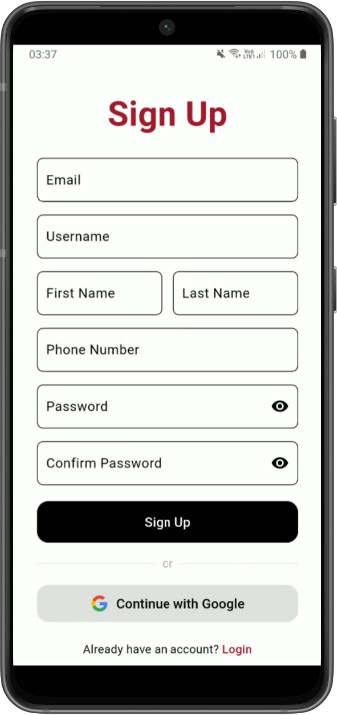 03:37 100%
Sign Up
Email
Username
First Name Last Name
Phone Number
Password
Confirm Password
Sign Up
or
Continue with Google
Already have an account? Login